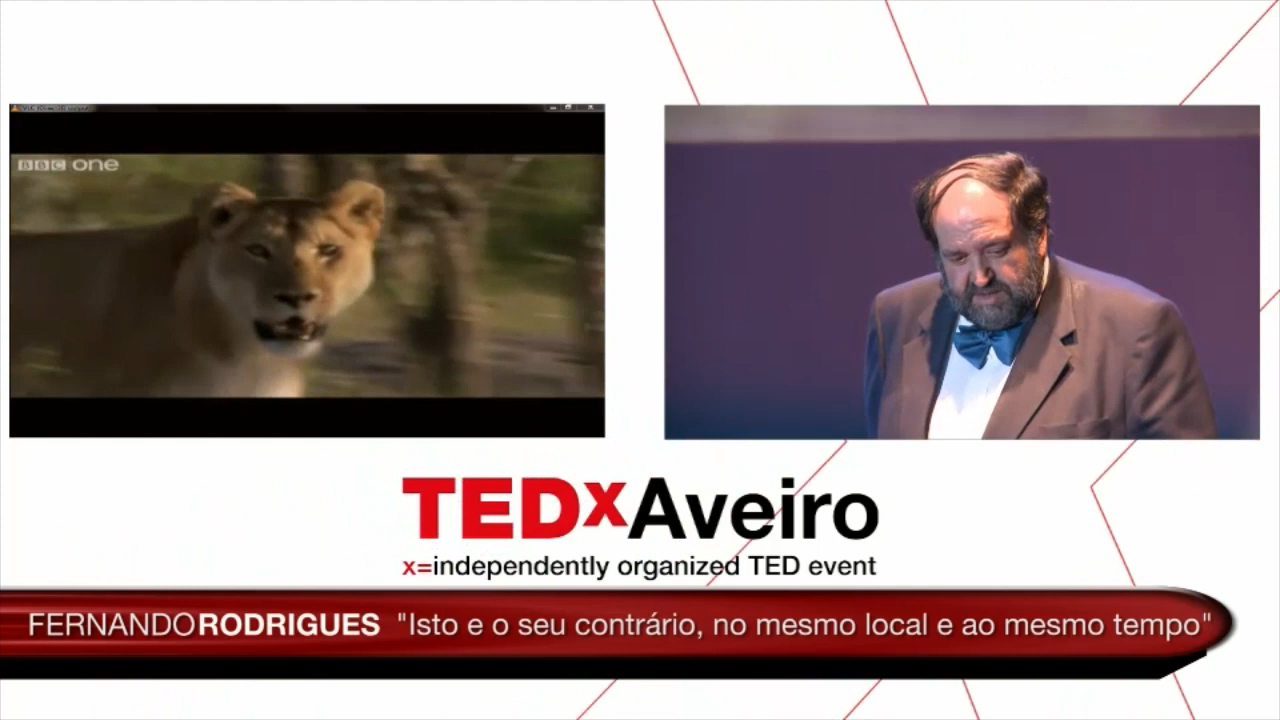 BBC one
TEDxAveiro
x=independently organized TED event
FERNANDORODRIGUES "Isto e o seu contrário, no mesmo local e ao mesmo tempo"